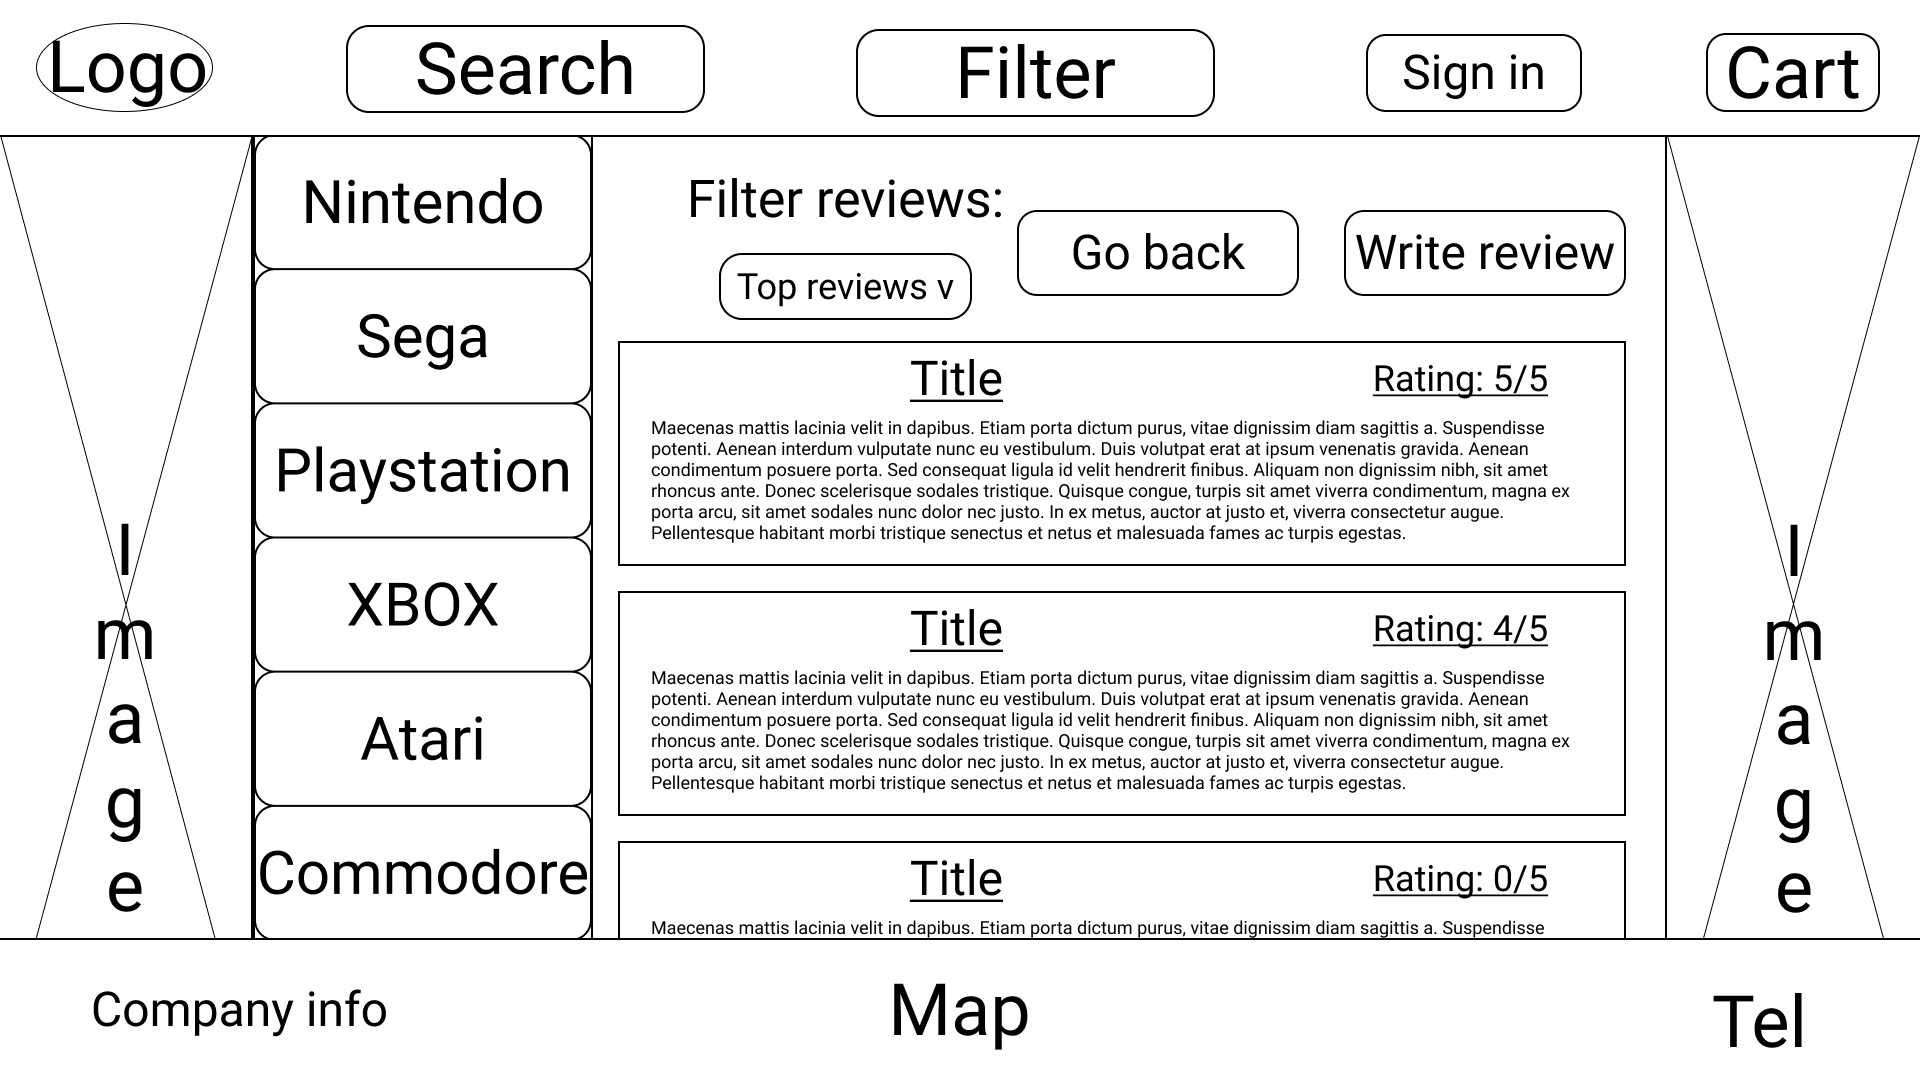 Logo
Search
Filter
Sign in
Cart
I
m
a
g
e
Nintendo
Sega
Playstation
XBOX
Atari
Commodore
Filter reviews:
Top reviews v
Go back
Write review
Title
Rating: 5/5
Maecenas mattis lacinia velit in dapibus. Etiam porta dictum purus, vitae dignissim diam sagittis a. Suspendisse
potenti. Aenean interdum vulputate nunc eu vestibulum. Duis volutpat erat at ipsum venenatis gravida. Aenean
condimentum posuere porta. Sed consequat ligula id velit hendrerit finibus. Aliquam non dignissim nibh, sit amet
rhoncus ante. Donec scelerisque sodales tristique. Quisque congue, turpis sit amet viverra condimentum, magna ex
porta arcu, sit amet sodales nunc dolor nec justo. In ex metus, auctor at justo et, viverra consectetur augue.
Pellentesque habitant morbi tristique senectus et netus et malesuada fames ac turpis egestas.
Title
Rating: 4/5
Maecenas mattis lacinia velit in dapibus. Etiam porta dictum purus, vitae dignissim diam sagittis a. Suspendisse
potenti. Aenean interdum vulputate nunc eu vestibulum. Duis volutpat erat at ipsum venenatis gravida. Aenean
condimentum posuere porta. Sed consequat ligula id velit hendrerit finibus. Aliquam non dignissim nibh, sit amet
rhoncus ante. Donec scelerisque sodales tristique. Quisque congue, turpis sit amet viverra condimentum, magna ex
porta arcu, sit amet sodales nunc dolor nec justo. In ex metus, auctor at justo et, viverra consectetur augue.
Pellentesque habitant morbi tristique senectus et netus et malesuada fames ac turpis egestas.
Title
Rating: 0/5
Maecenas mattis lacinia velit in dapibus. Etiam porta dictum purus, vitae dignissim diam sagittis a. Suspendisse
I
m
a
g
e
Company info
Map
Tel